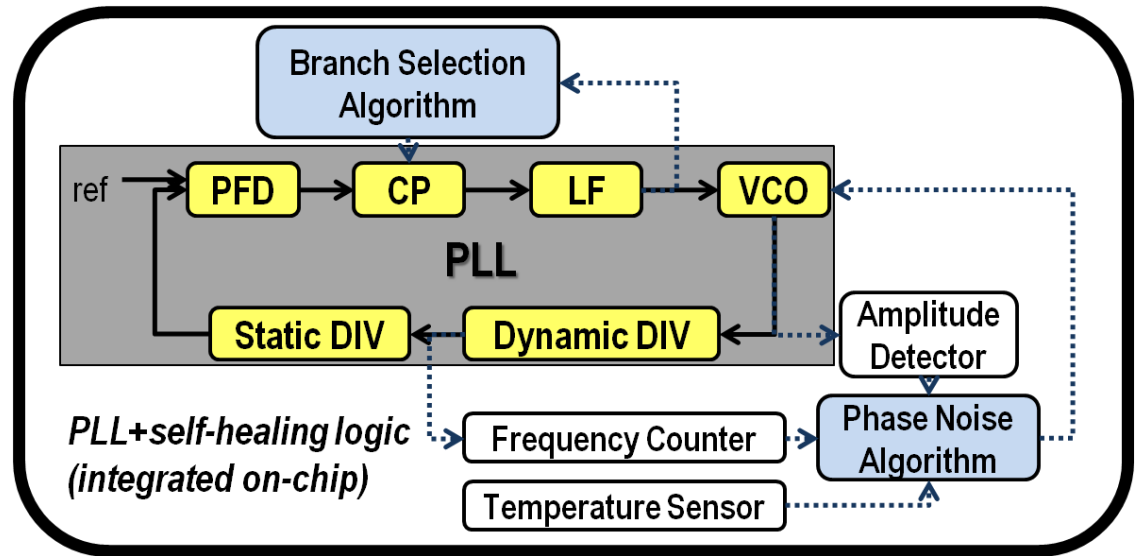 Branch Selection
Algorithm
ref
PFD
CP
LF
VCO
PLL
Static DIV
Dynamic DIV
Amplitude
Detector
PLL+self-healing logic
(integrated on-chip)
Frequency Counter
Phase Noise
Algorithm
Temperature Sensor